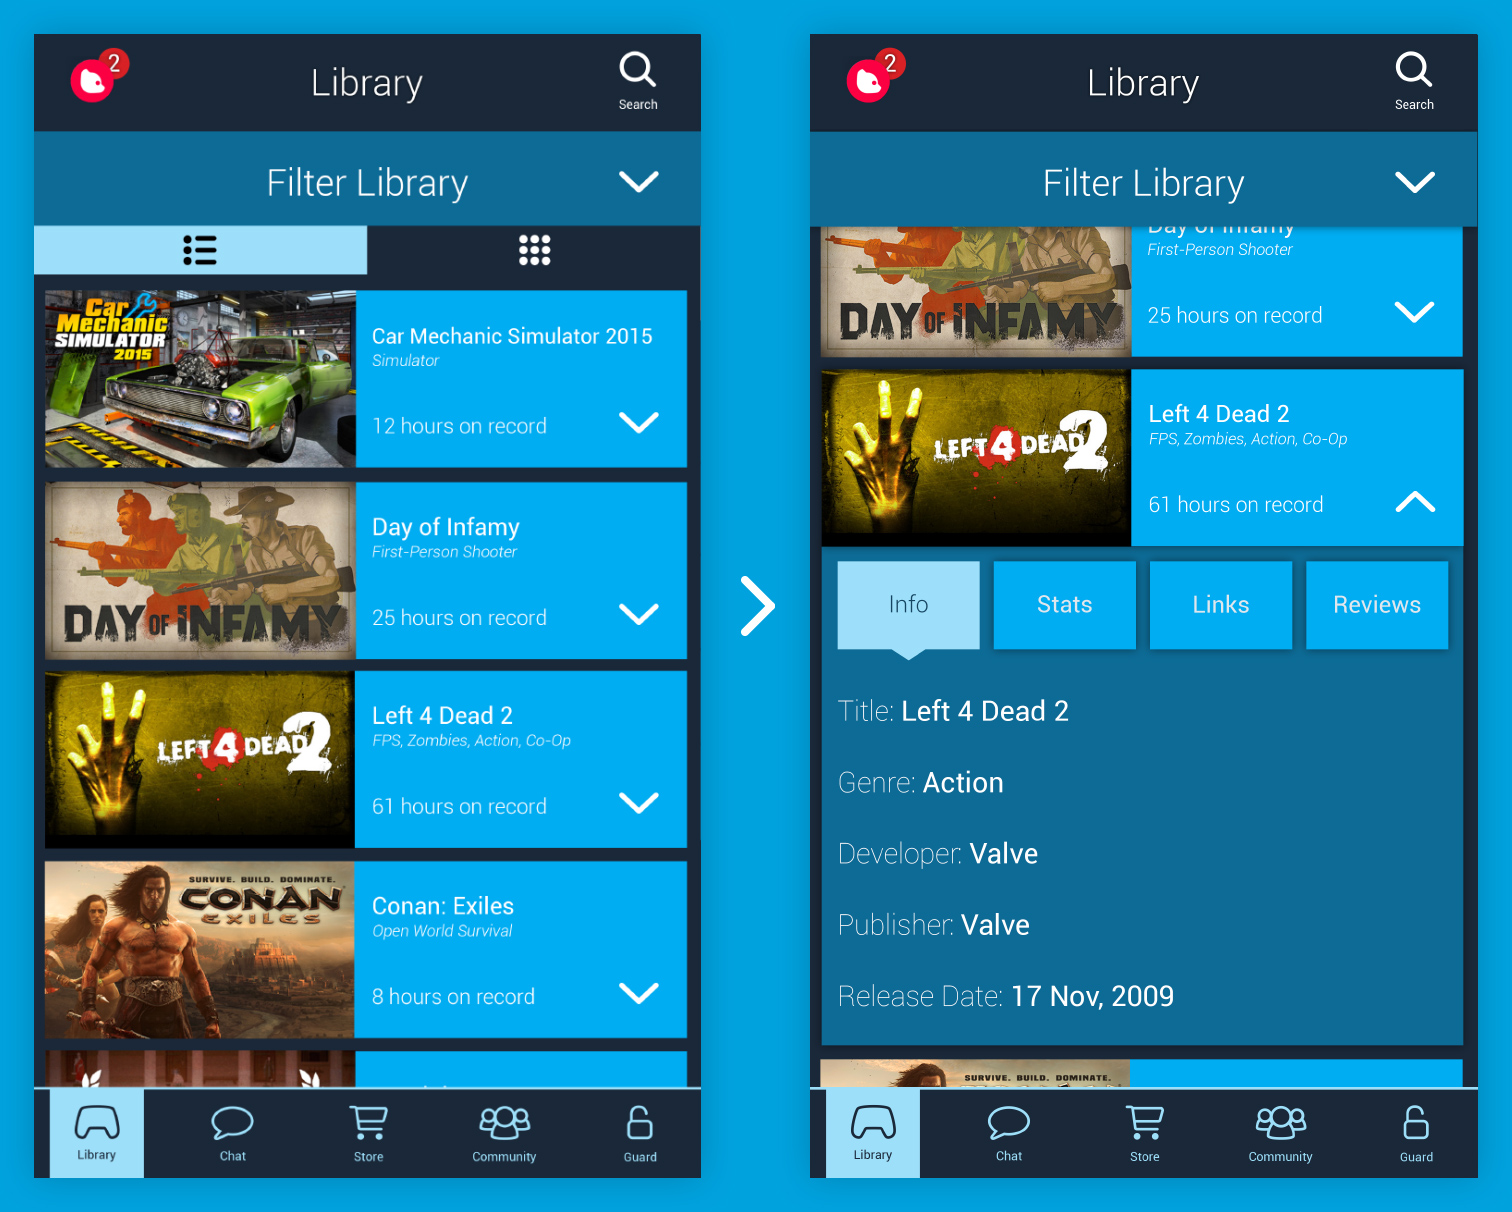 2
Library
Search
Filter Library
Car
Mechanic
SIMULATOR
2015
Car Mechanic Simulator 2015
Simulator
12 hours on record
DAY OF INFAMY
Day of Infamy
First-Person Shooter
25 hours on record
LEFT 4 DEAD 2
Left 4 Dead 2
FPS, Zombies, Action, Co-Op
61 hours on record
SURVIVE. BUILD. DOMINATE.
CONAN
EXILES
Conan: Exiles
Open World Survival
8 hours on record
Library
Chat
Store
Community
Guard
2
Library
Search
Filter Library
DAY OF INFAMY
Day of Infamy
First-Person Shooter
25 hours on record
LEFT 4 DEAD 2
Left 4 Dead 2
FPS, Zombies, Action, Co-Op
61 hours on record
Info
Stats
Links
Reviews
Title: Left 4 Dead 2
Genre: Action
Developer: Valve
Publisher: Valve
Release Date: 17 Nov, 2009
SURVIVE. BUILD. DOMINATE.
Library
Chat
Store
Community
Guard